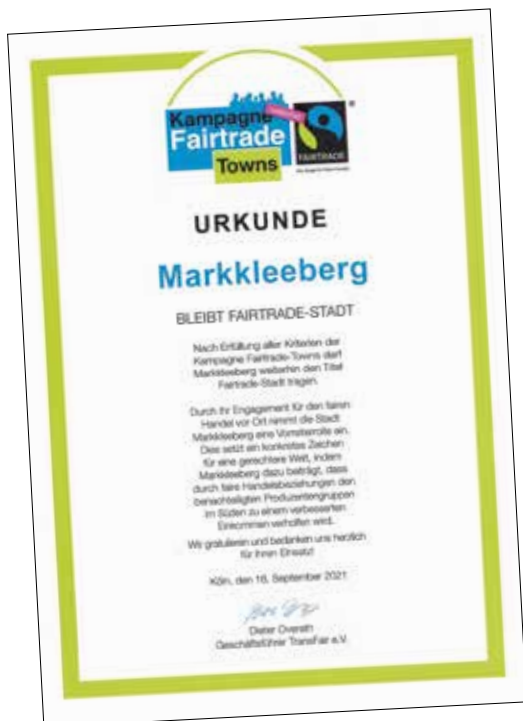 Kampagne
Fairtrade
Towns
FAIRTRADE
URKUNDE
Markkleeberg
BLEIBT FAIRTRADE-STADT
Nach Erfüllung aller Kriterien der
Kampagne Fairtrade-Towns darf
Markkleeberg weiterhin den Titel
Fairtrade-Stadt tragen.
Durch ihr Engagement für den fairen
Handel vor Ort nimmt die Stadt
Markkleeberg eine Vorreiterrolle ein.
Dies setzt ein konkretes Zeichen
für eine gerechtere Welt, indem
Markkleeberg dazu beiträgt, dass
durch faire Handelsbeziehungen den
benachteiligten Produzentengruppen
im Süden zu einem verbesserten
Einkommen verholfen wird.
Wir gratulieren und bedanken uns herzlich
für Ihren Einsatz!
Köln, den 16. September 2021
Dieter Overath
Geschäftsführer TransFair e.V.